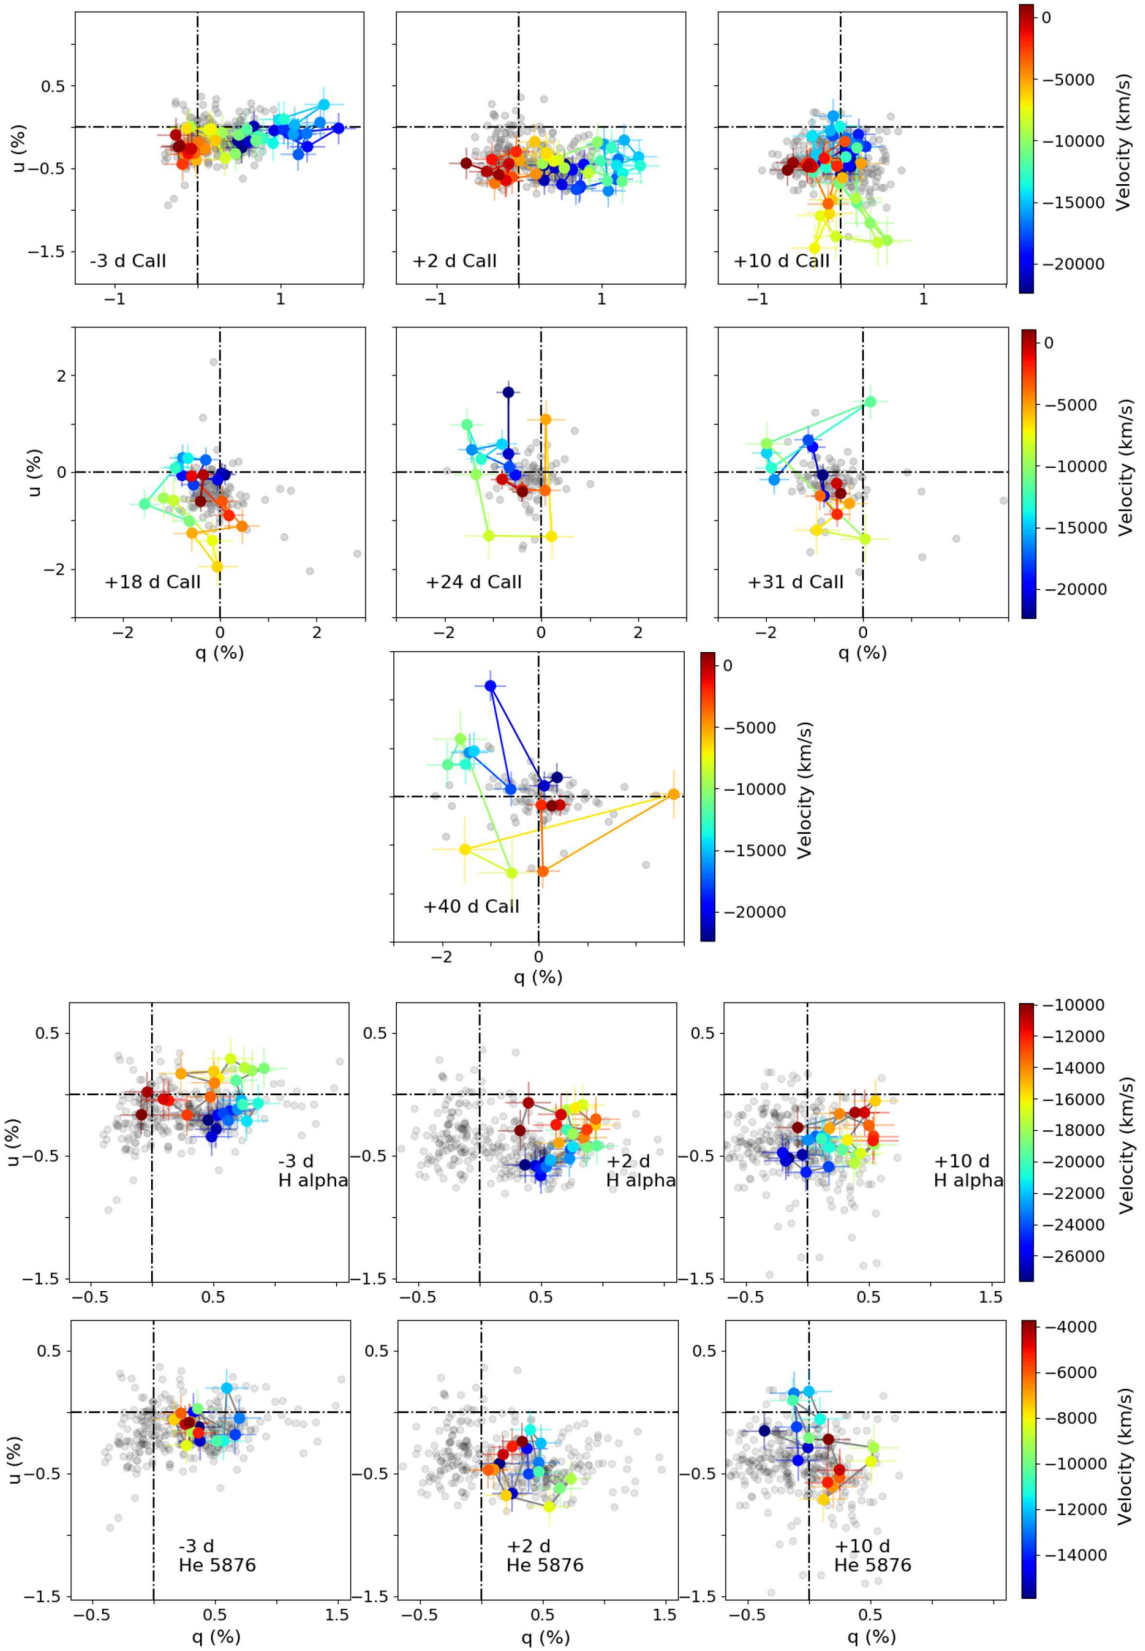 0.5
0
−0.5
−1.5
u (%)
-3 d CaII
−1
1
+2 d CaII
−1
1
+10 d CaII
−1
1
0
−5000
−10000
−15000
−20000
Velocity (km/s)
2
0
−2
u (%)
+18 d CaII
−2
0
2
q (%)
+24 d CaII
−2
0
2
+31 d CaII
−2
0
2
q (%)
0
−5000
−10000
−15000
−20000
Velocity (km/s)
+40 d CaII
−2
0
2
q (%)
0
−5000
−10000
−15000
−20000
Velocity (km/s)
0.5
−0.5
−1.5
u (%)
-3 d
H alpha
−0.5
0.5
0.5
−0.5
−1.5
+2 d
H alpha
−0.5
0.5
0.5
−0.5
−1.5
+10 d
H alpha
−0.5
0.5
1.5
−10000
−12000
−14000
−16000
−18000
−20000
−22000
−24000
−26000
Velocity (km/s)
0.5
−0.5
−1.5
u (%)
-3 d
He 5876
−0.5
0.5
1.5
q (%)
0.5
−0.5
−1.5
+2 d
He 5876
−0.5
0.5
1.5
q (%)
0.5
−0.5
−1.5
+10 d
He 5876
−0.5
0.5
q (%)
−4000
−6000
−8000
−10000
−12000
−14000
Velocity (km/s)